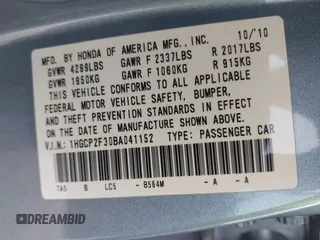 MFD. BY HONDA OF AMERICA MFG., INC. 10/10
GVWR 4299LBS GAWR F 2337LBS R 2017LBS
GVWR 1950KG GAWR F 1060KG R 915KG
THIS VEHICLE CONFORMS TO ALL APPLICABLE
FEDERAL MOTOR VEHICLE SAFETY, BUMPER,
AND THEFT PREVENTION STANDARDS IN EFFECT
ON THE DATE OF MANUFACTURE SHOWN ABOVE.
V.I.N.: 1HGCP2F30BA041152 TYPE: PASSENGER CAR
TA5 B LC5 - B564M - A - A
DREAMBID